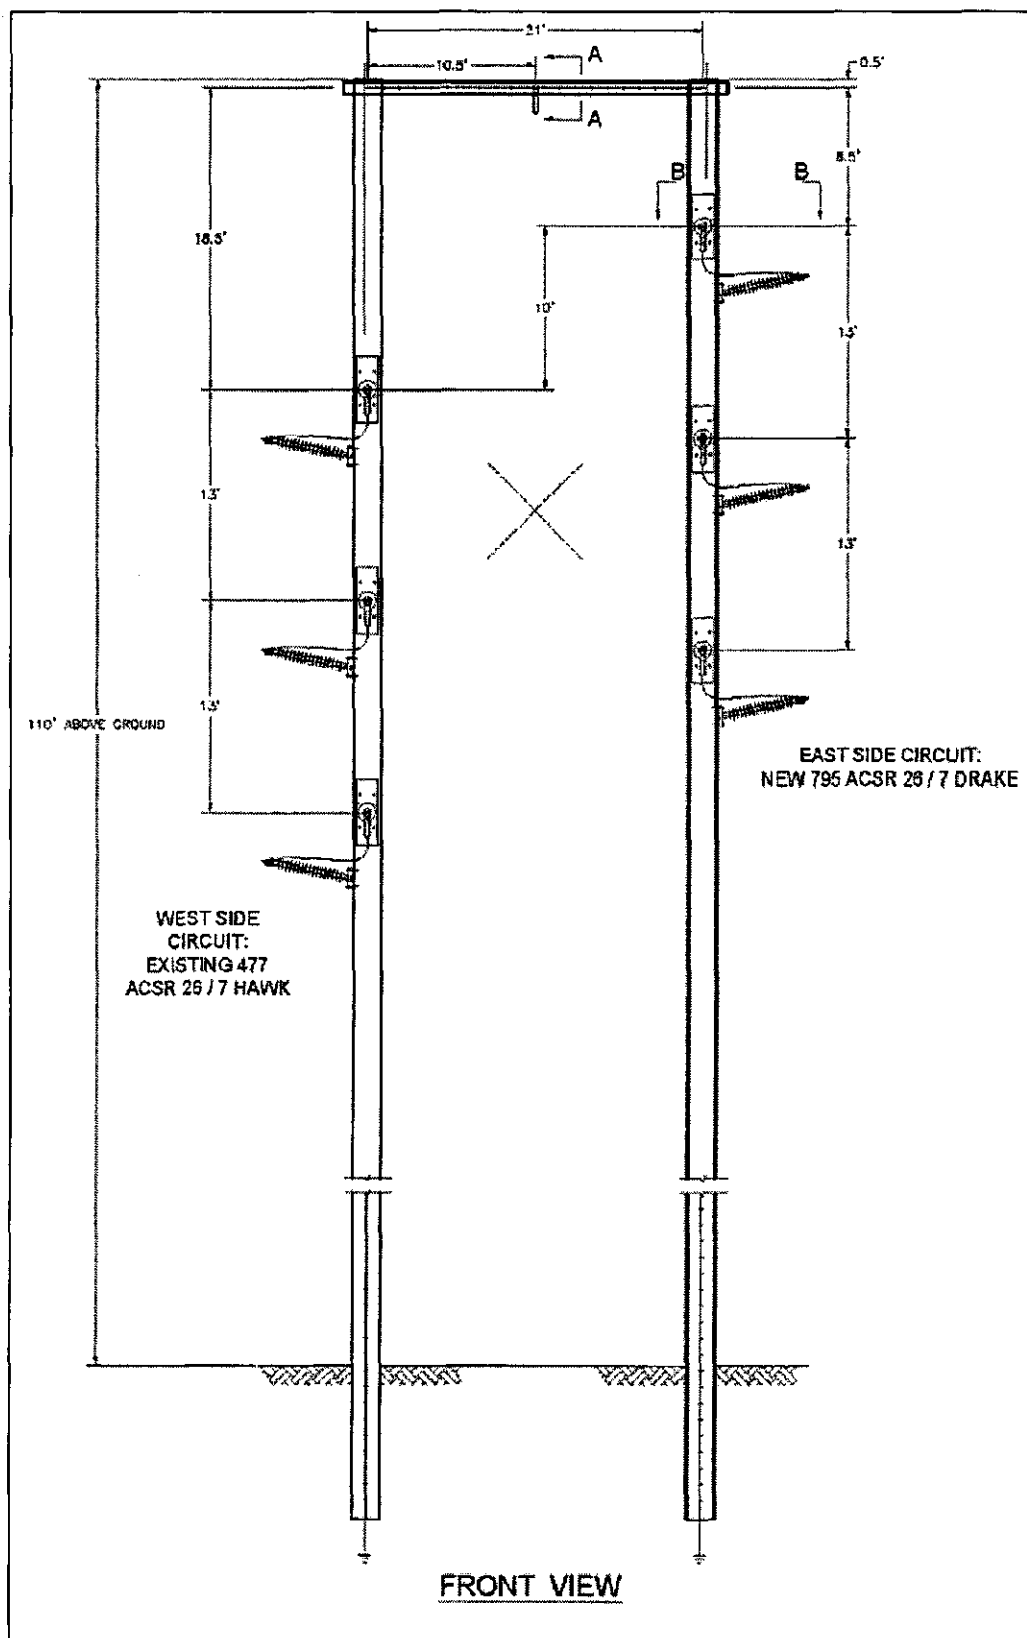 21'
10.5'
A
0.5'
A
8.5'
B
B
18.5'
10'
13'
13'
13'
13'
110' ABOVE GROUND
EAST SIDE CIRCUIT:
NEW 795 ACSR 26 / 7 DRAKE
WEST SIDE
CIRCUIT:
EXISTING 477
ACSR 26 / 7 HAWK
FRONT VIEW